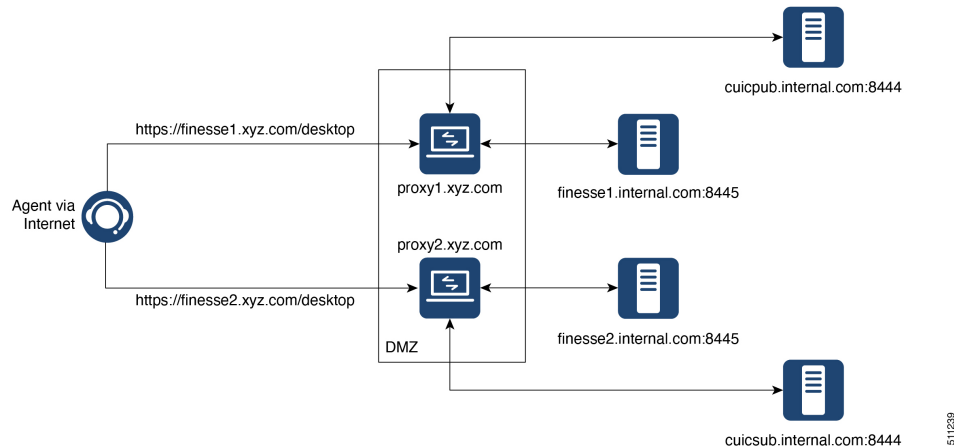 cuicpub.internal.com:8444
https://finesse1.xyz.com/desktop
proxy1.xyz.com
finesse1.internal.com:8445
Agent via
Internet
proxy2.xyz.com
https://finesse2.xyz.com/desktop
finesse2.internal.com:8445
DMZ
cuicsub.internal.com:8444
511239